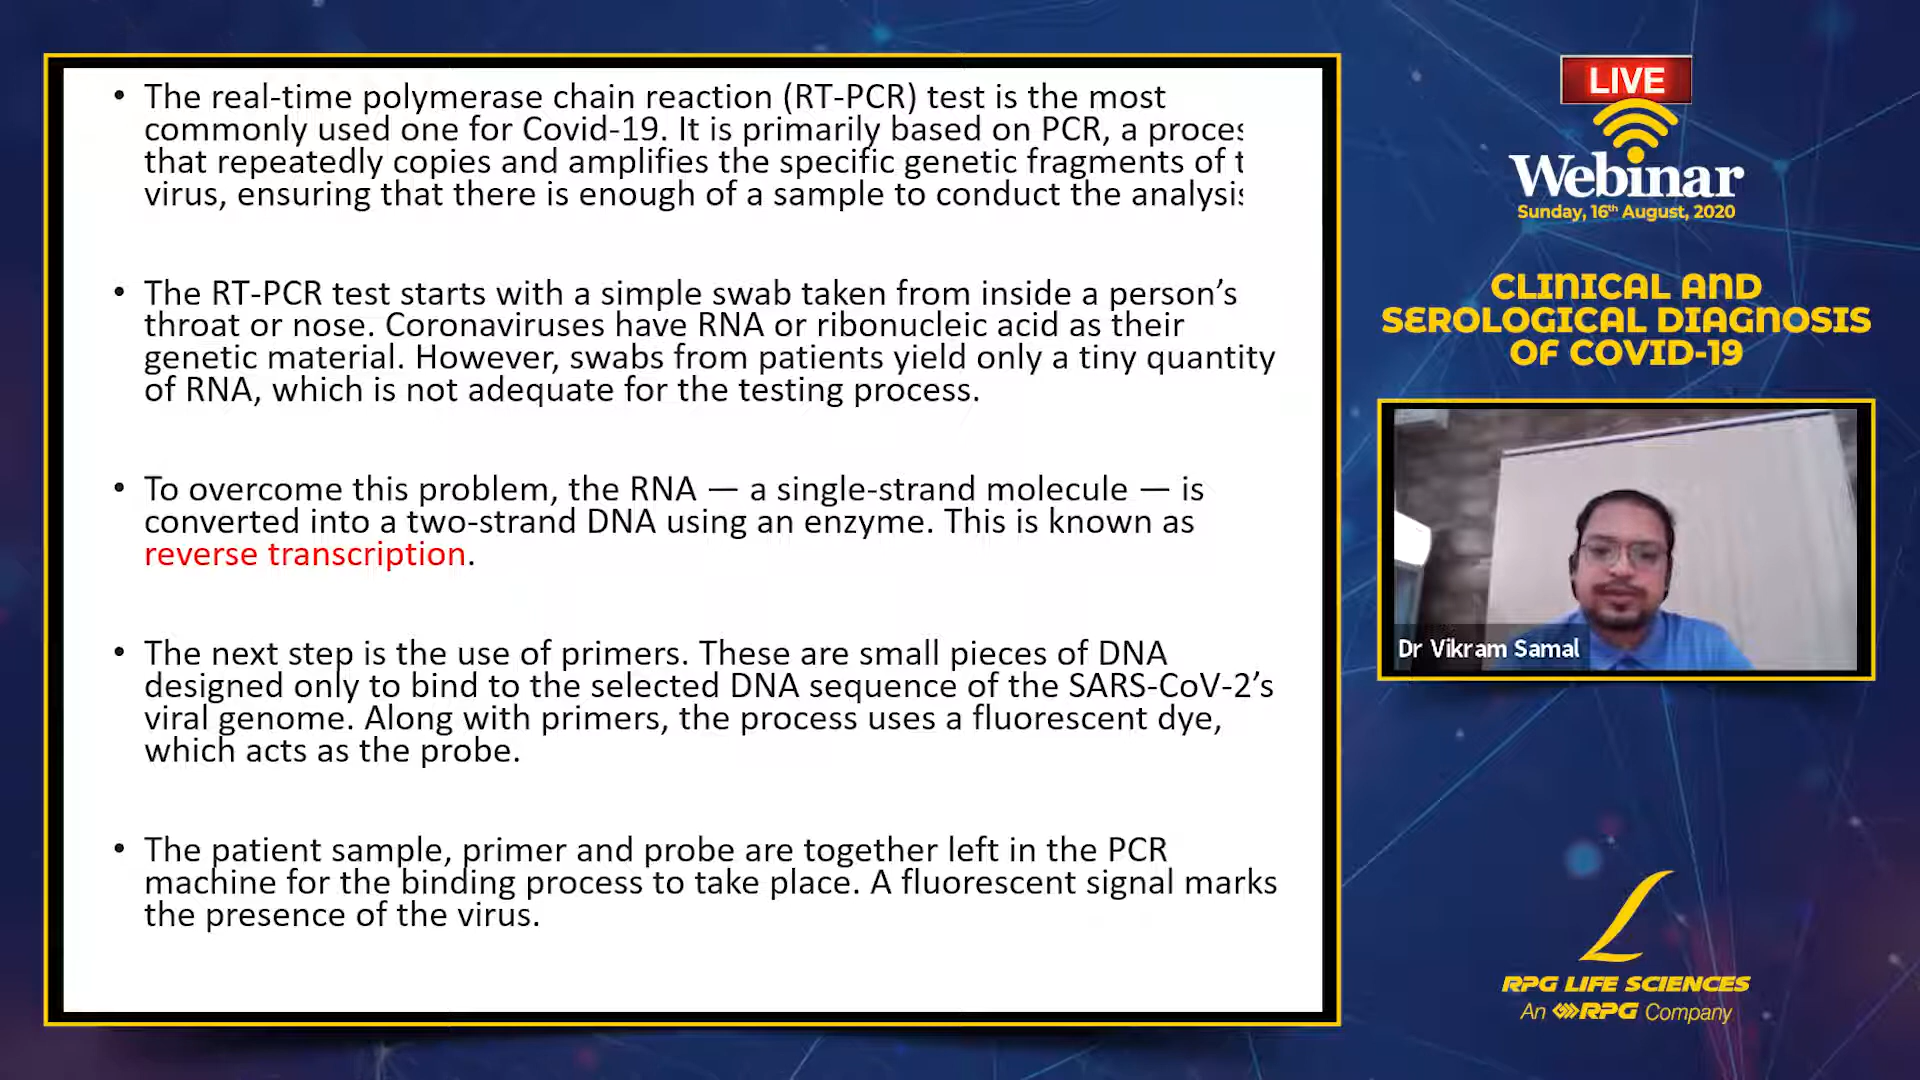 • The real-time polymerase chain reaction (RT-PCR) test is the most
commonly used one for Covid-19. It is primarily based on PCR, a
that repeatedly copies and amplifies the specific genetic fragments of
virus, ensuring that there is enough of a sample to conduct the
• The RT-PCR test starts with a simple swab taken from inside a person’s
throat or nose. Coronaviruses have RNA or ribonucleic acid as their
genetic material. However, swabs from patients yield only a tiny quantity
of RNA, which is not adequate for the testing process.
• To overcome this problem, the RNA — a single-strand molecule — is
converted into a two-strand DNA using an enzyme. This is known as
reverse transcription.
• The next step is the use of primers. These are small pieces of DNA
designed only to bind to the selected DNA sequence of the SARS-CoV-2’s
viral genome. Along with primers, the process uses a fluorescent dye,
which acts as the probe.
• The patient sample, primer and probe are together left in the PCR
machine for the binding process to take place. A fluorescent signal marks
the presence of the virus.
LIVE
Webinar
Sunday, 16th August, 2020
CLINICAL AND
SEROLOGICAL DIAGNOSIS
OF COVID-19
Dr Vikram Samal
RPG LIFE SCIENCES
An RPG Company